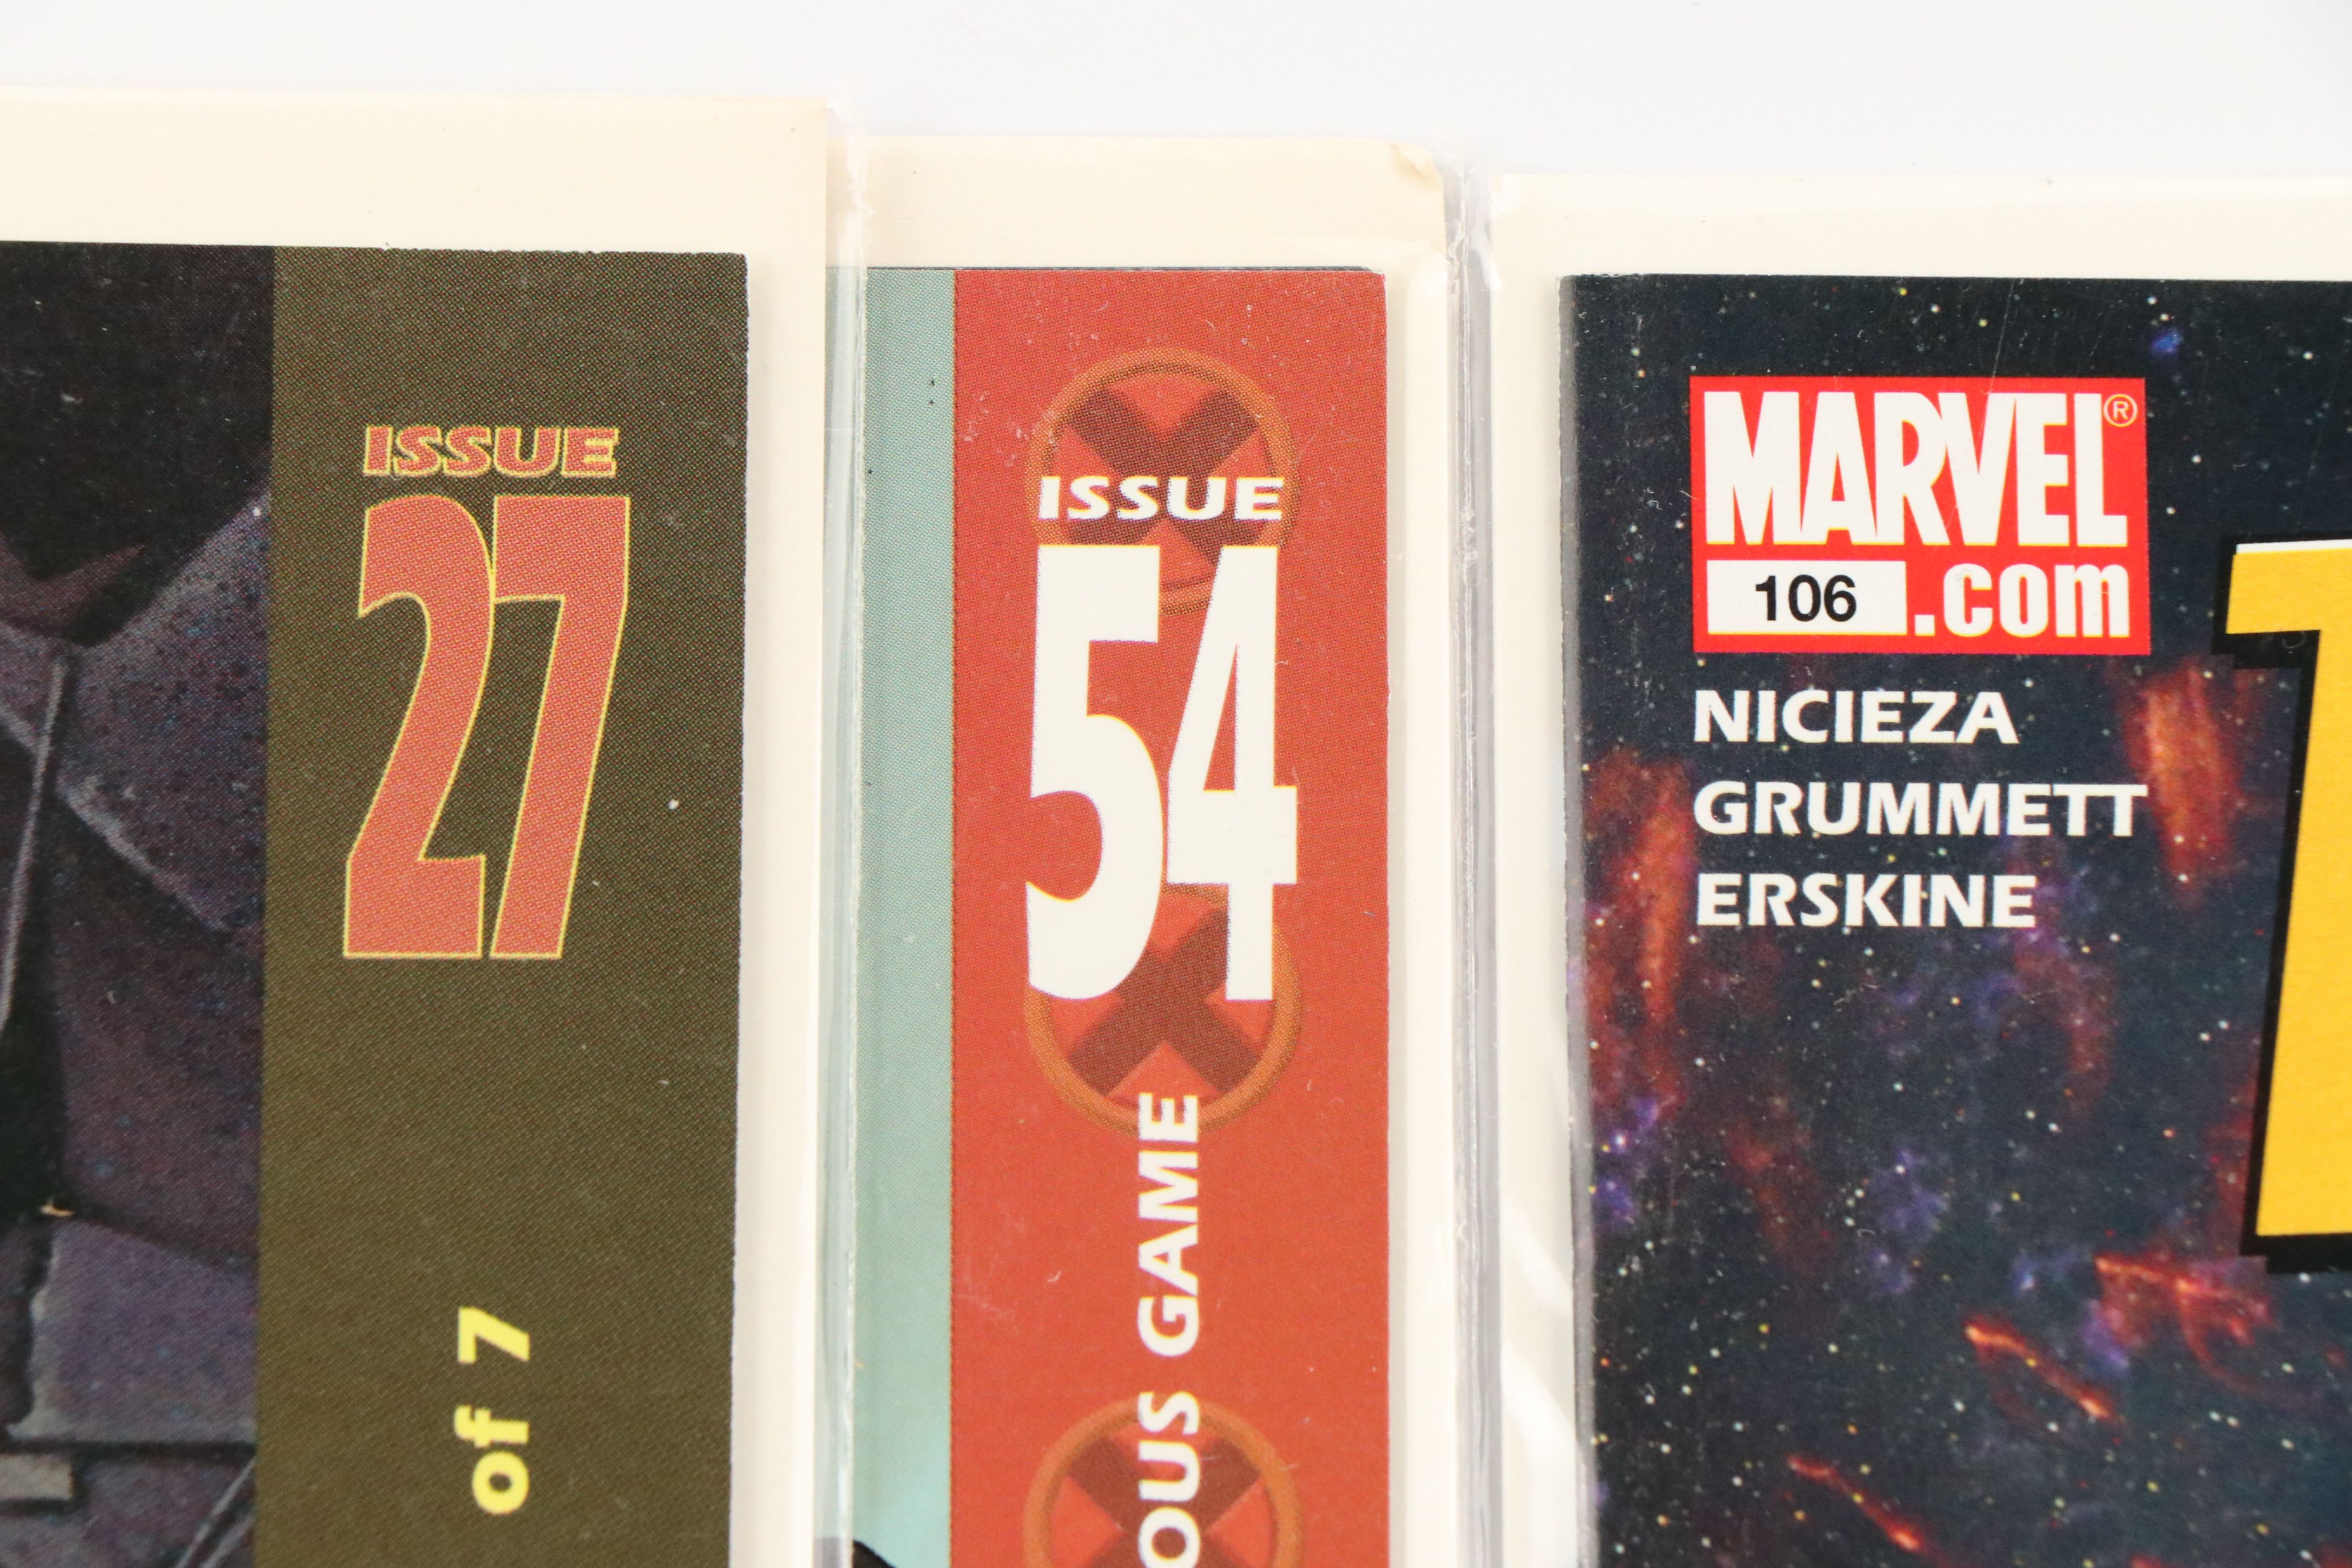 ISSUE
27
of 7
ISSUE
54
OUS GAME
MARVEL®
106 .com
NICIEZA
GRUMMETT
ERSKINE